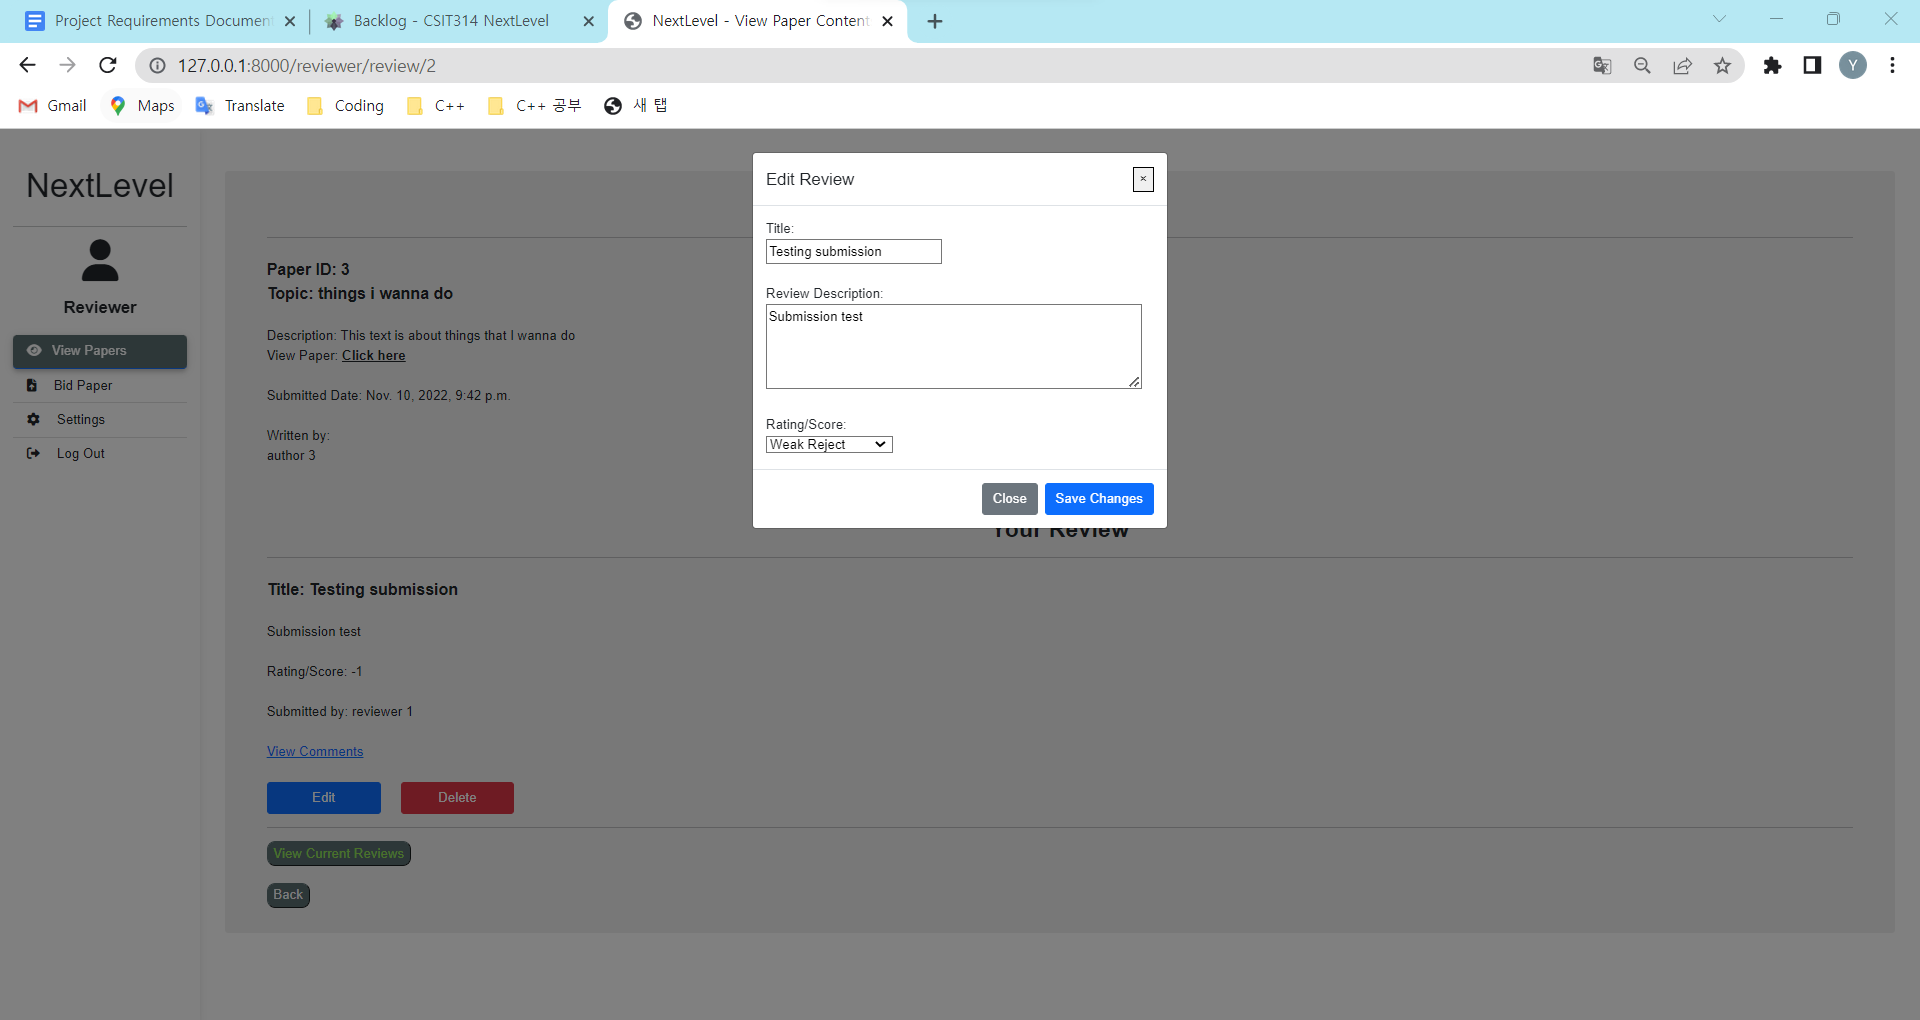 Project Requirements Documen
Backlog - CSIT314 NextLevel
NextLevel - View Paper Content
127.0.0.1:8000/reviewer/review/2
Y
Gmail
Maps
Translate
Coding
C++
C++ 공부
새 탭
NextLevel
Reviewer
View Papers
Bid Paper
Settings
Log Out
Paper ID: 3
Topic: things i wanna do
Description: This text is about things that I wanna do
View Paper: Click here
Submitted Date: Nov. 10, 2022, 9:42 p.m.
Written by:
author 3
Edit Review
×
Title:
Testing submission
Review Description:
Submission test
Rating/Score:
Weak Reject
Close
Save Changes
Your Review
Title: Testing submission
Submission test
Rating/Score: -1
Submitted by: reviewer 1
View Comments
Edit
Delete
View Current Reviews
Back